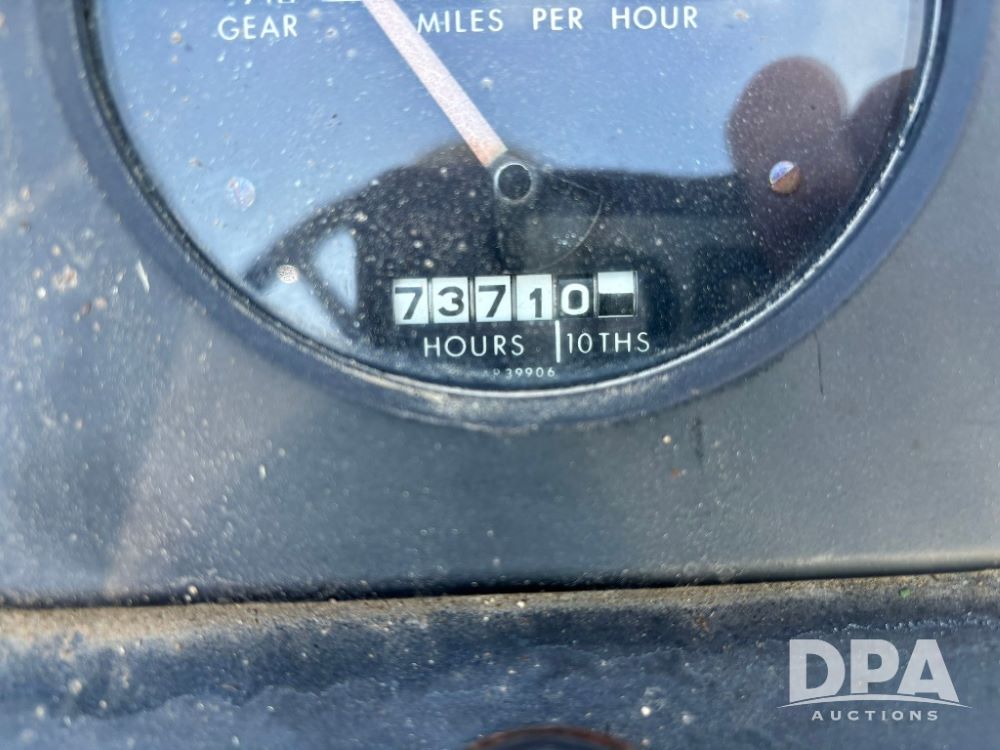 GEAR
MILES PER HOUR
73710
HOURS 10THS
39906
DPA
AUCTIONS